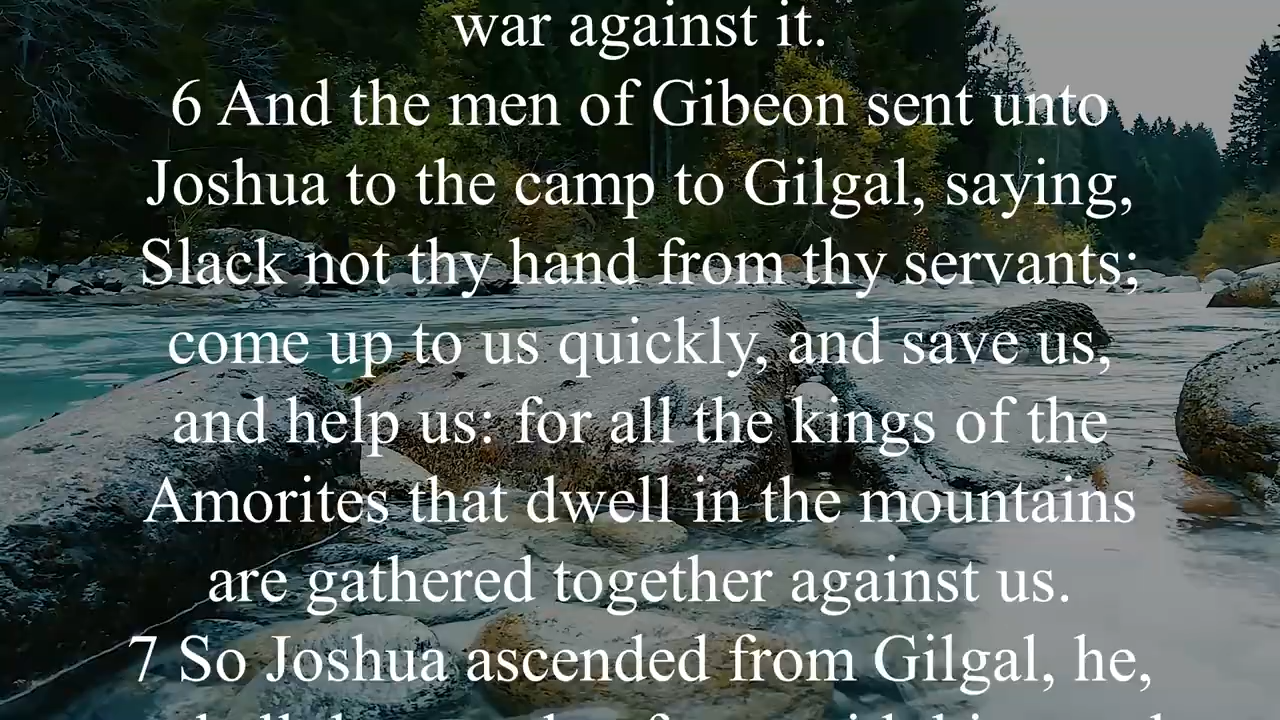 war against it.
6 And the men of Gibeon sent unto
Joshua to the camp to Gilgal, saying,
Slack not thy hand from thy servants;
come up to us quickly, and save us,
and help us: for all the kings of the
Amorites that dwell in the mountains
are gathered together against us.
7 So Joshua ascended from Gilgal, he,